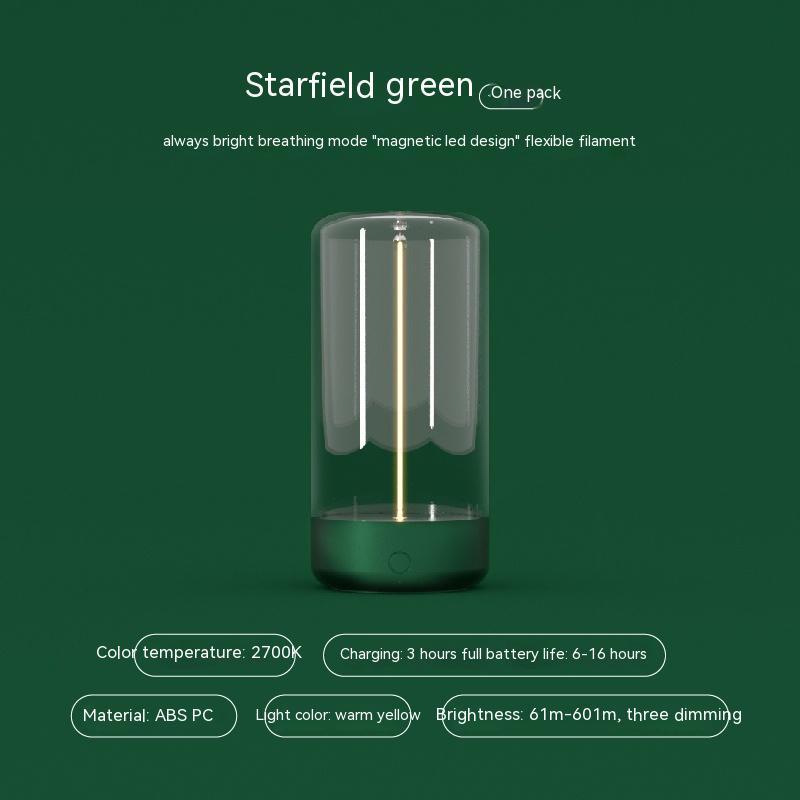 Starfield green One pack
always bright breathing mode "magnetic led design" flexible filament
Color temperature: 2700K
Charging: 3 hours full battery life: 6-16 hours
Material: ABS PC
Light color: warm yellow
Brightness: 61m-601m, three dimming